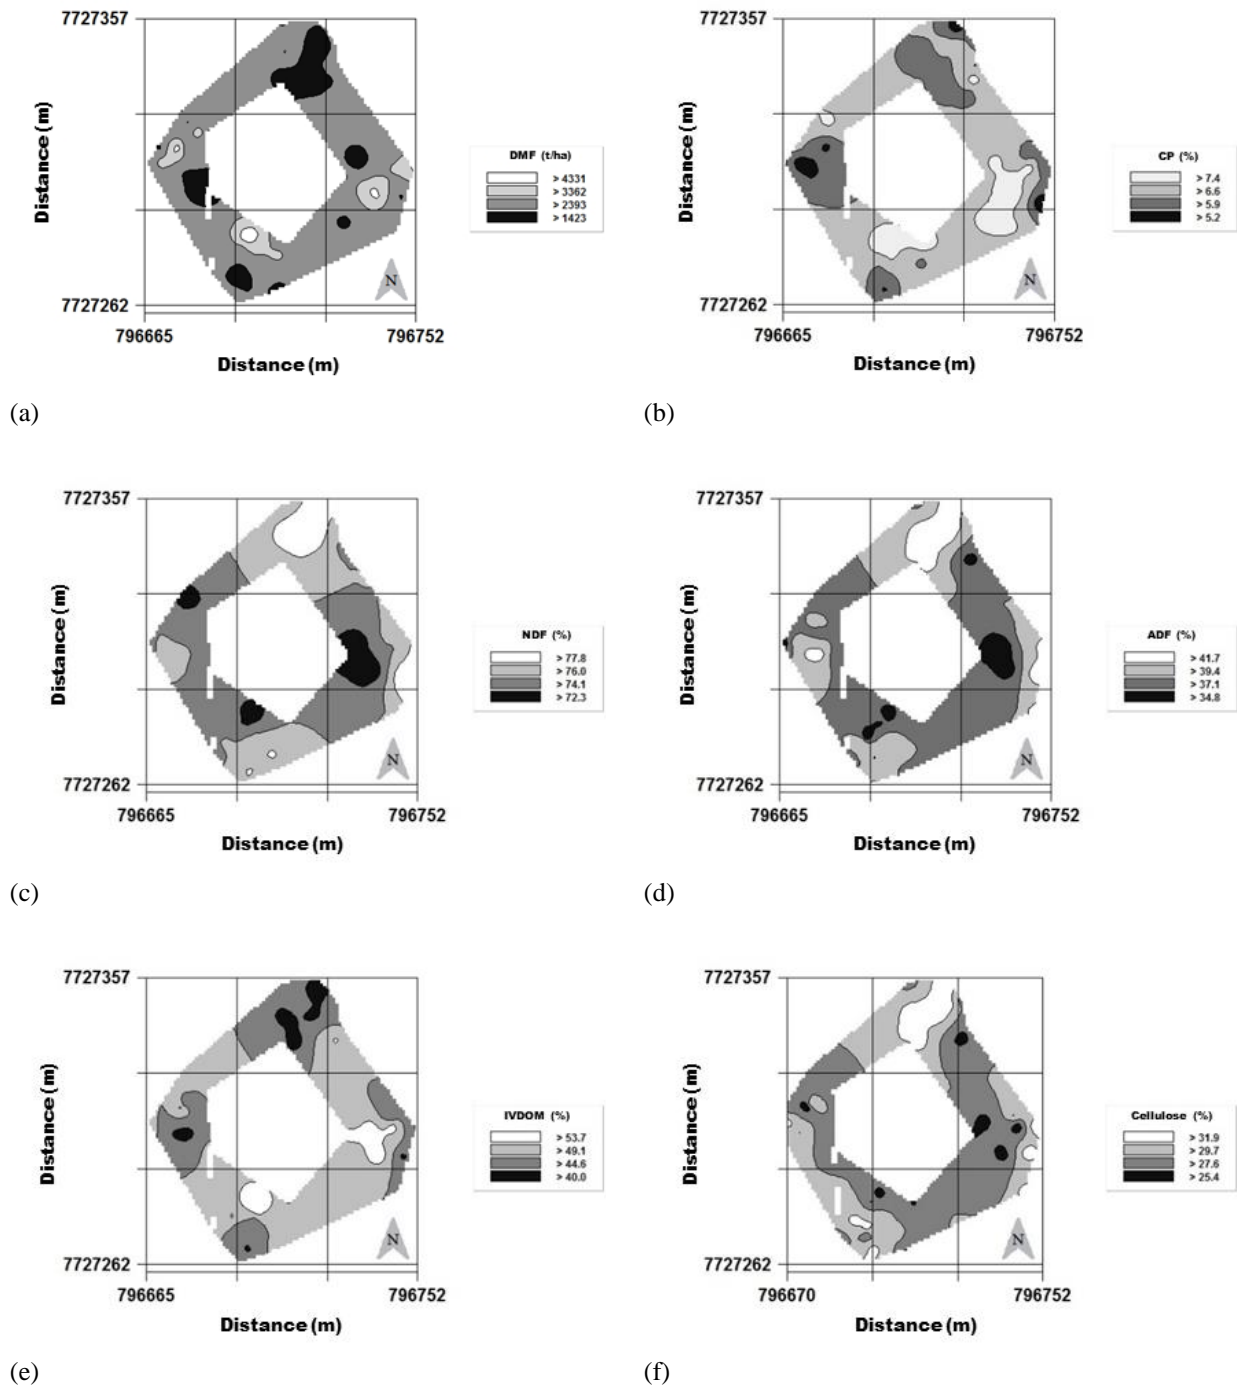 7727357
Distance (m)
7727262
796665
796752
Distance (m)
DMF (t/ha)
> 4331
> 3362
> 2393
> 1423
N
(a)
7727357
Distance (m)
7727262
796665
796752
Distance (m)
CP (%)
> 7.4
> 6.6
> 5.9
> 5.2
N
(b)
7727357
Distance (m)
7727262
796665
796752
Distance (m)
NDF (%)
> 77.8
> 76.0
> 74.1
> 72.3
N
(c)
7727357
Distance (m)
7727262
796665
796752
Distance (m)
ADF (%)
> 41.7
> 39.4
> 37.1
> 34.8
N
(d)
7727357
Distance (m)
7727262
796665
796752
Distance (m)
IVDOM (%)
> 53.7
> 49.1
> 44.6
> 40.0
N
(e)
7727357
Distance (m)
7727262
796670
796752
Distance (m)
Cellulose (%)
> 31.9
> 29.7
> 27.6
> 25.4
N
(f)